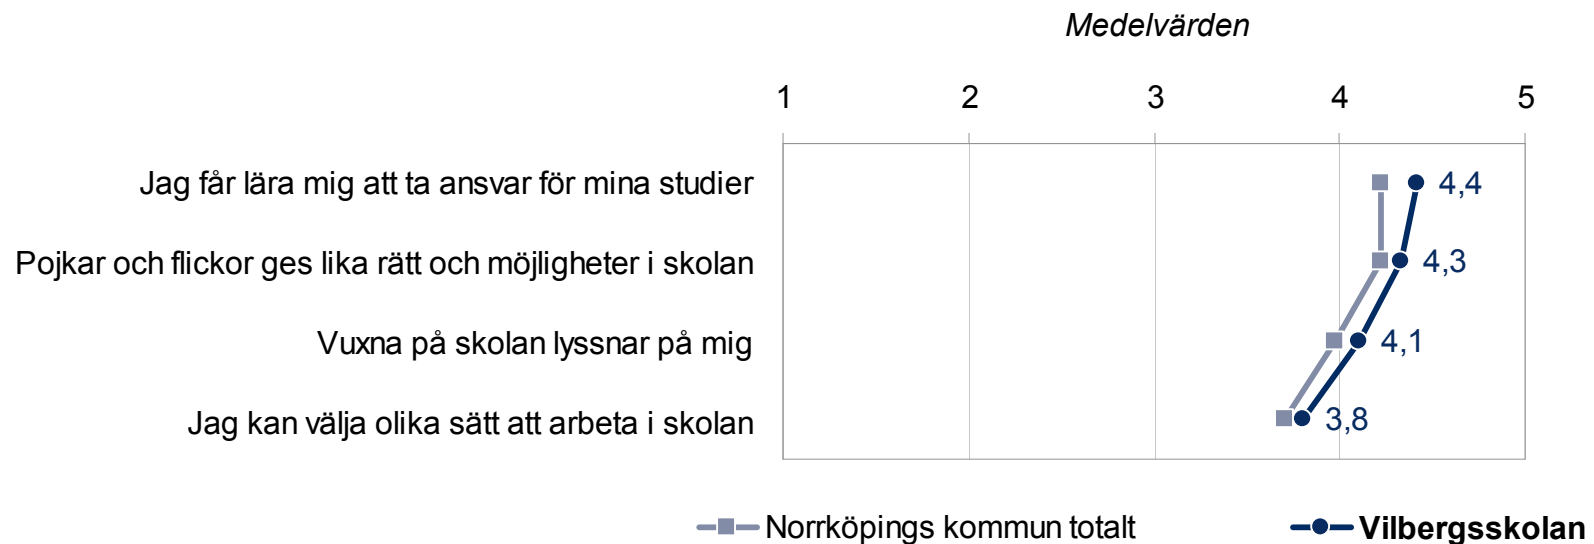 Medelvärden
1 2 3 4 5
Jag får lära mig att ta ansvar för mina studier 4,4
Pojkar och flickor ges lika rätt och möjligheter i skolan 4,3
Vuxna på skolan lyssnar på mig 4,1
Jag kan välja olika sätt att arbeta i skolan 3,8
Norrköpings kommun totalt Vilbergsskolan